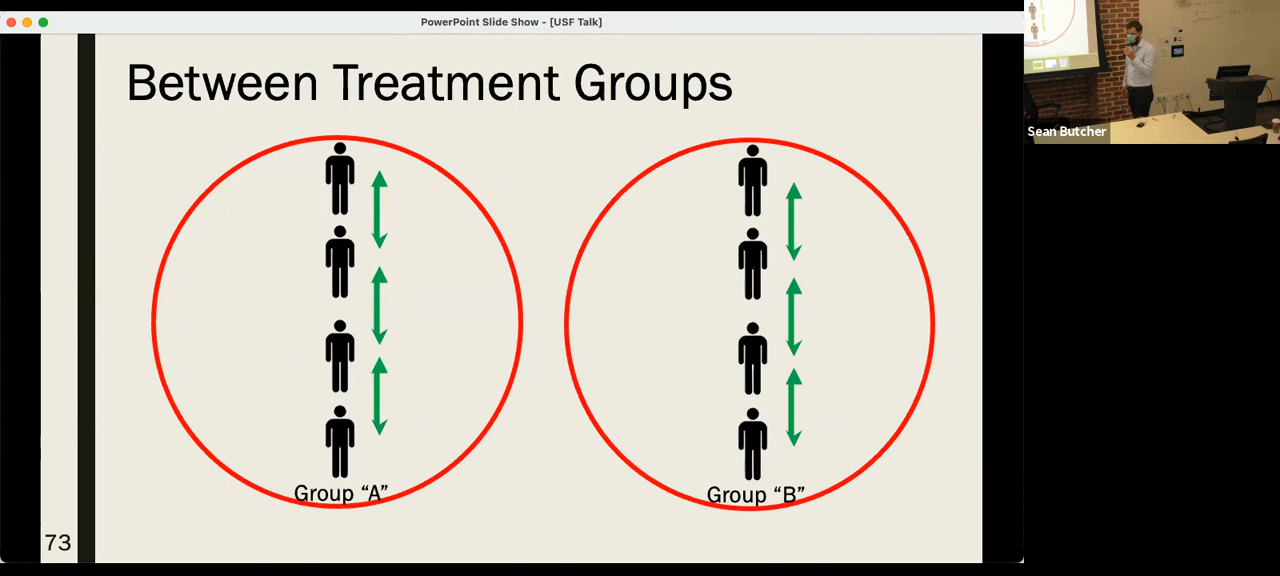 PowerPoint Slide Show - [USF Talk]
Between Treatment Groups
Group “A”
Group “B”
73
Sean Butcher